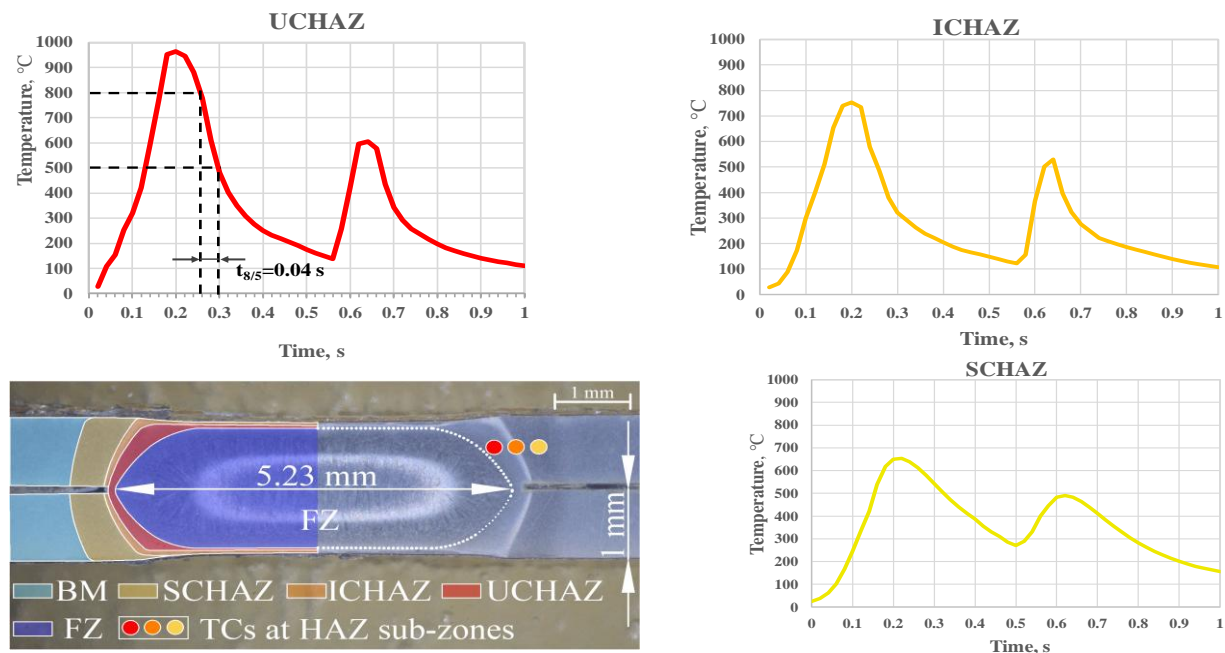 UCHAZ
Temperature, °C
1000
900
800
700
600
500
400
300
200
100
0
t8/5=0.04 s
0 0.1 0.2 0.3 0.4 0.5 0.6 0.7 0.8 0.9 1
Time, s
ICHAZ
Temperature, °C
1000
900
800
700
600
500
400
300
200
100
0
0 0.1 0.2 0.3 0.4 0.5 0.6 0.7 0.8 0.9 1
Time, s
1 mm
5.23 mm
FZ
1 mm
BM SCHAZ ICHAZ UCHAZ
FZ TCs at HAZ sub-zones
SCHAZ
Temperature, °C
1000
900
800
700
600
500
400
300
200
100
0
0 0.1 0.2 0.3 0.4 0.5 0.6 0.7 0.8 0.9 1
Time, s